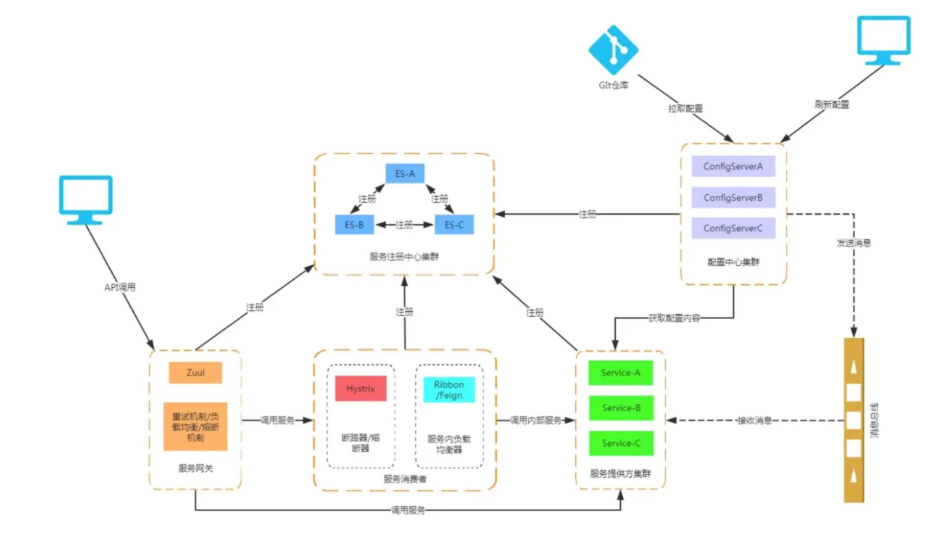 GIt仓库
拉取配置
刷新配置
ConfigServerA
ConfigServerB
ConfigServerC
配置中心集群
ES-A
注册
注册
ES-B
注册
ES-C
服务注册中心集群
注册
发送消息
API调用
注册
注册
注册
获取配置内容
Zuul
重试机制/负
载均衡/熔断
机制
服务网关
调用服务
Hystrix
断路器/熔
断器
Ribbon
/Feign
服务内负载
均衡器
服务消费者
调用内部服务
Service-A
Service-B
Service-C
服务提供方集群
接收消息
消息总线
调用服务